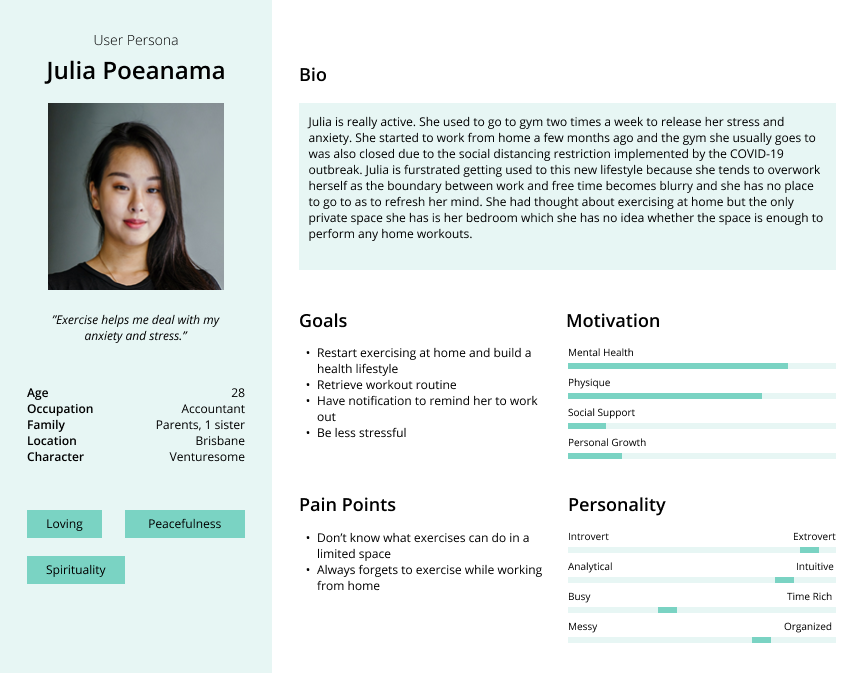 User Persona
Julia Poeanama
“Exercise helps me deal with my
anxiety and stress.”
Age 28
Occupation Accountant
Family Parents, 1 sister
Location Brisbane
Character Venturesome
Loving Peacefulness
Spirituality
Bio
Julia is really active. She used to go to gym two times a week to release her stress and
anxiety. She started to work from home a few months ago and the gym she usually goes to
was also closed due to the social distancing restriction implemented by the COVID-19
outbreak. Julia is furstrated getting used to this new lifestyle because she tends to overwork
herself as the boundary between work and free time becomes blurry and she has no place
to go to as to refresh her mind. She had thought about exercising at home but the only
private space she has is her bedroom which she has no idea whether the space is enough to
perform any home workouts.
Goals
• Restart exercising at home and build a
health lifestyle
• Retrieve workout routine
• Have notification to remind her to work
out
• Be less stressful
Motivation
Mental Health
Physique
Social Support
Personal Growth
Pain Points
• Don’t know what exercises can do in a
limited space
• Always forgets to exercise while working
from home
Personality
Introvert Extrovert
Analytical Intuitive
Busy Time Rich
Messy Organized